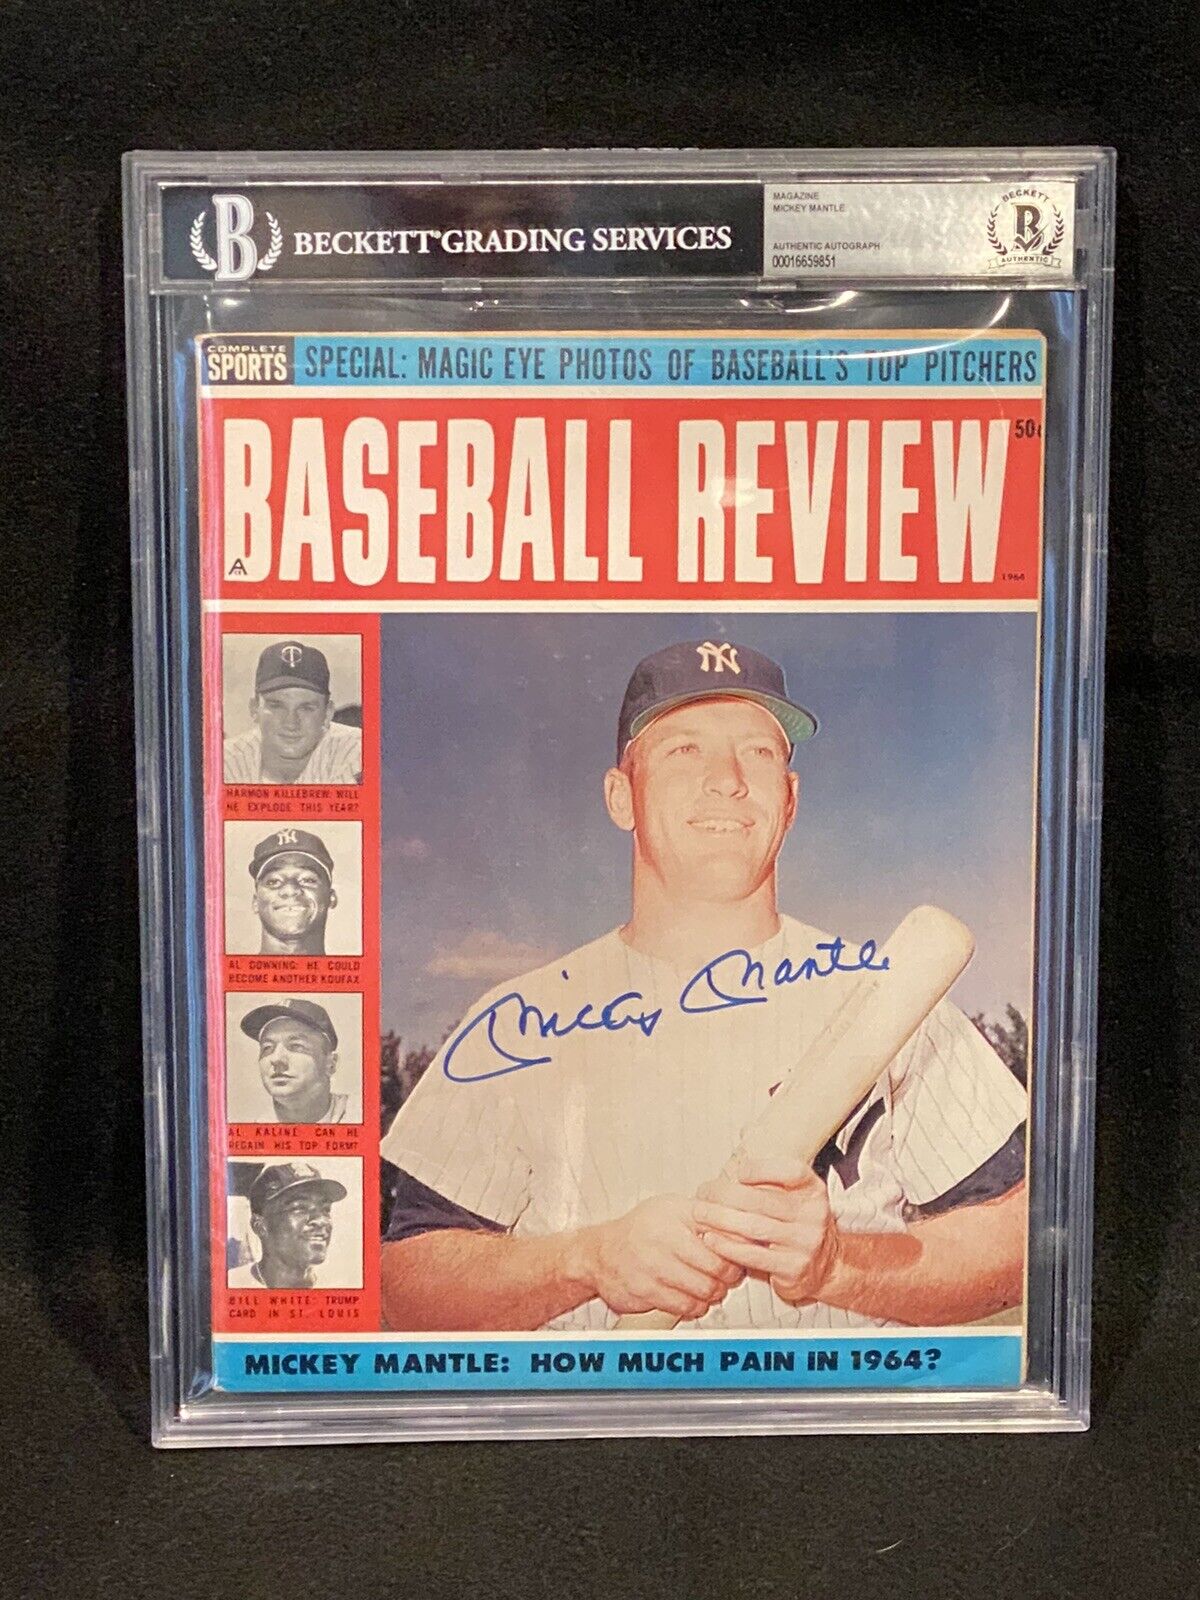 B
BECKETT® GRADING SERVICES
MAGAZINE
MICKEY MANTLE
AUTHENTIC AUTOGRAPH
00016659851
BECKETT
B
AUTHENTIC
COMPLETE
SPORTS
SPECIAL: MAGIC EYE PHOTOS OF BASEBALL'S TOP PITCHERS
BASEBALL REVIEW
50¢
A
1964
T
HARMON KILLEBREW: WILL
HE EXPLODE THIS YEAR?
NY
AL DOWNING: HE COULD
BECOME ANOTHER KOUFAX
AL KALINE: CAN HE
REGAIN HIS TOP FORM?
BILL WHITE: TRUMP
CARD IN ST. LOUIS
NY
Mickey Mantle
MICKEY MANTLE: HOW MUCH PAIN IN 1964?